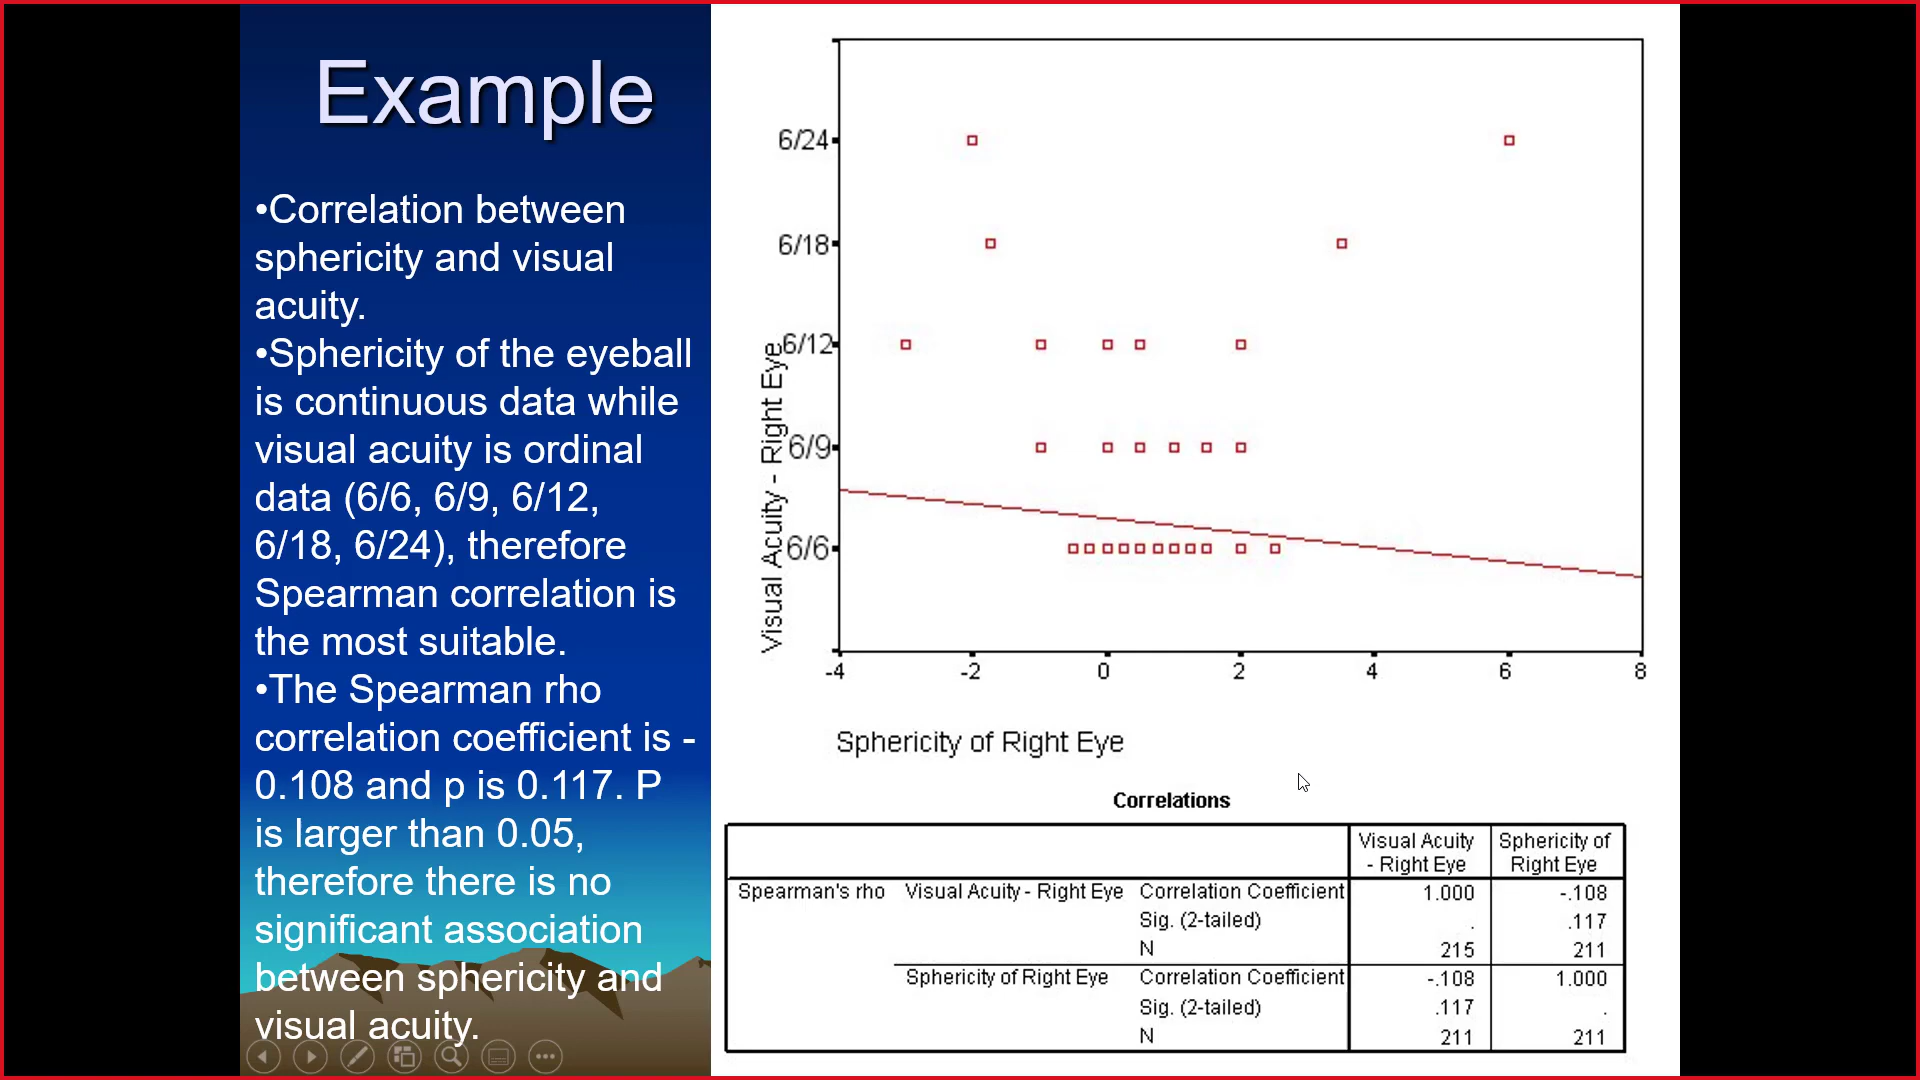 Example
•Correlation between
sphericity and visual
acuity.
•Sphericity of the eyeball
is continuous data while
visual acuity is ordinal
data (6/6, 6/9, 6/12,
6/18, 6/24), therefore
Spearman correlation is
the most suitable.
•The Spearman rho
correlation coefficient is -
0.108 and p is 0.117. P
is larger than 0.05,
therefore there is no
significant association
between sphericity and
visual acuity.
Visual Acuity - Right Eye
6/24
6/18
6/12
6/9
6/6
-4 -2 0 2 4 6 8
Sphericity of Right Eye
Correlations
Visual Acuity - Right Eye
Sphericity of Right Eye
Spearman's rho Visual Acuity - Right Eye Correlation Coefficient 1.000 -.108
Sig. (2-tailed) . .117
N 215 211
Sphericity of Right Eye Correlation Coefficient -.108 1.000
Sig. (2-tailed) .117 .
N 211 211